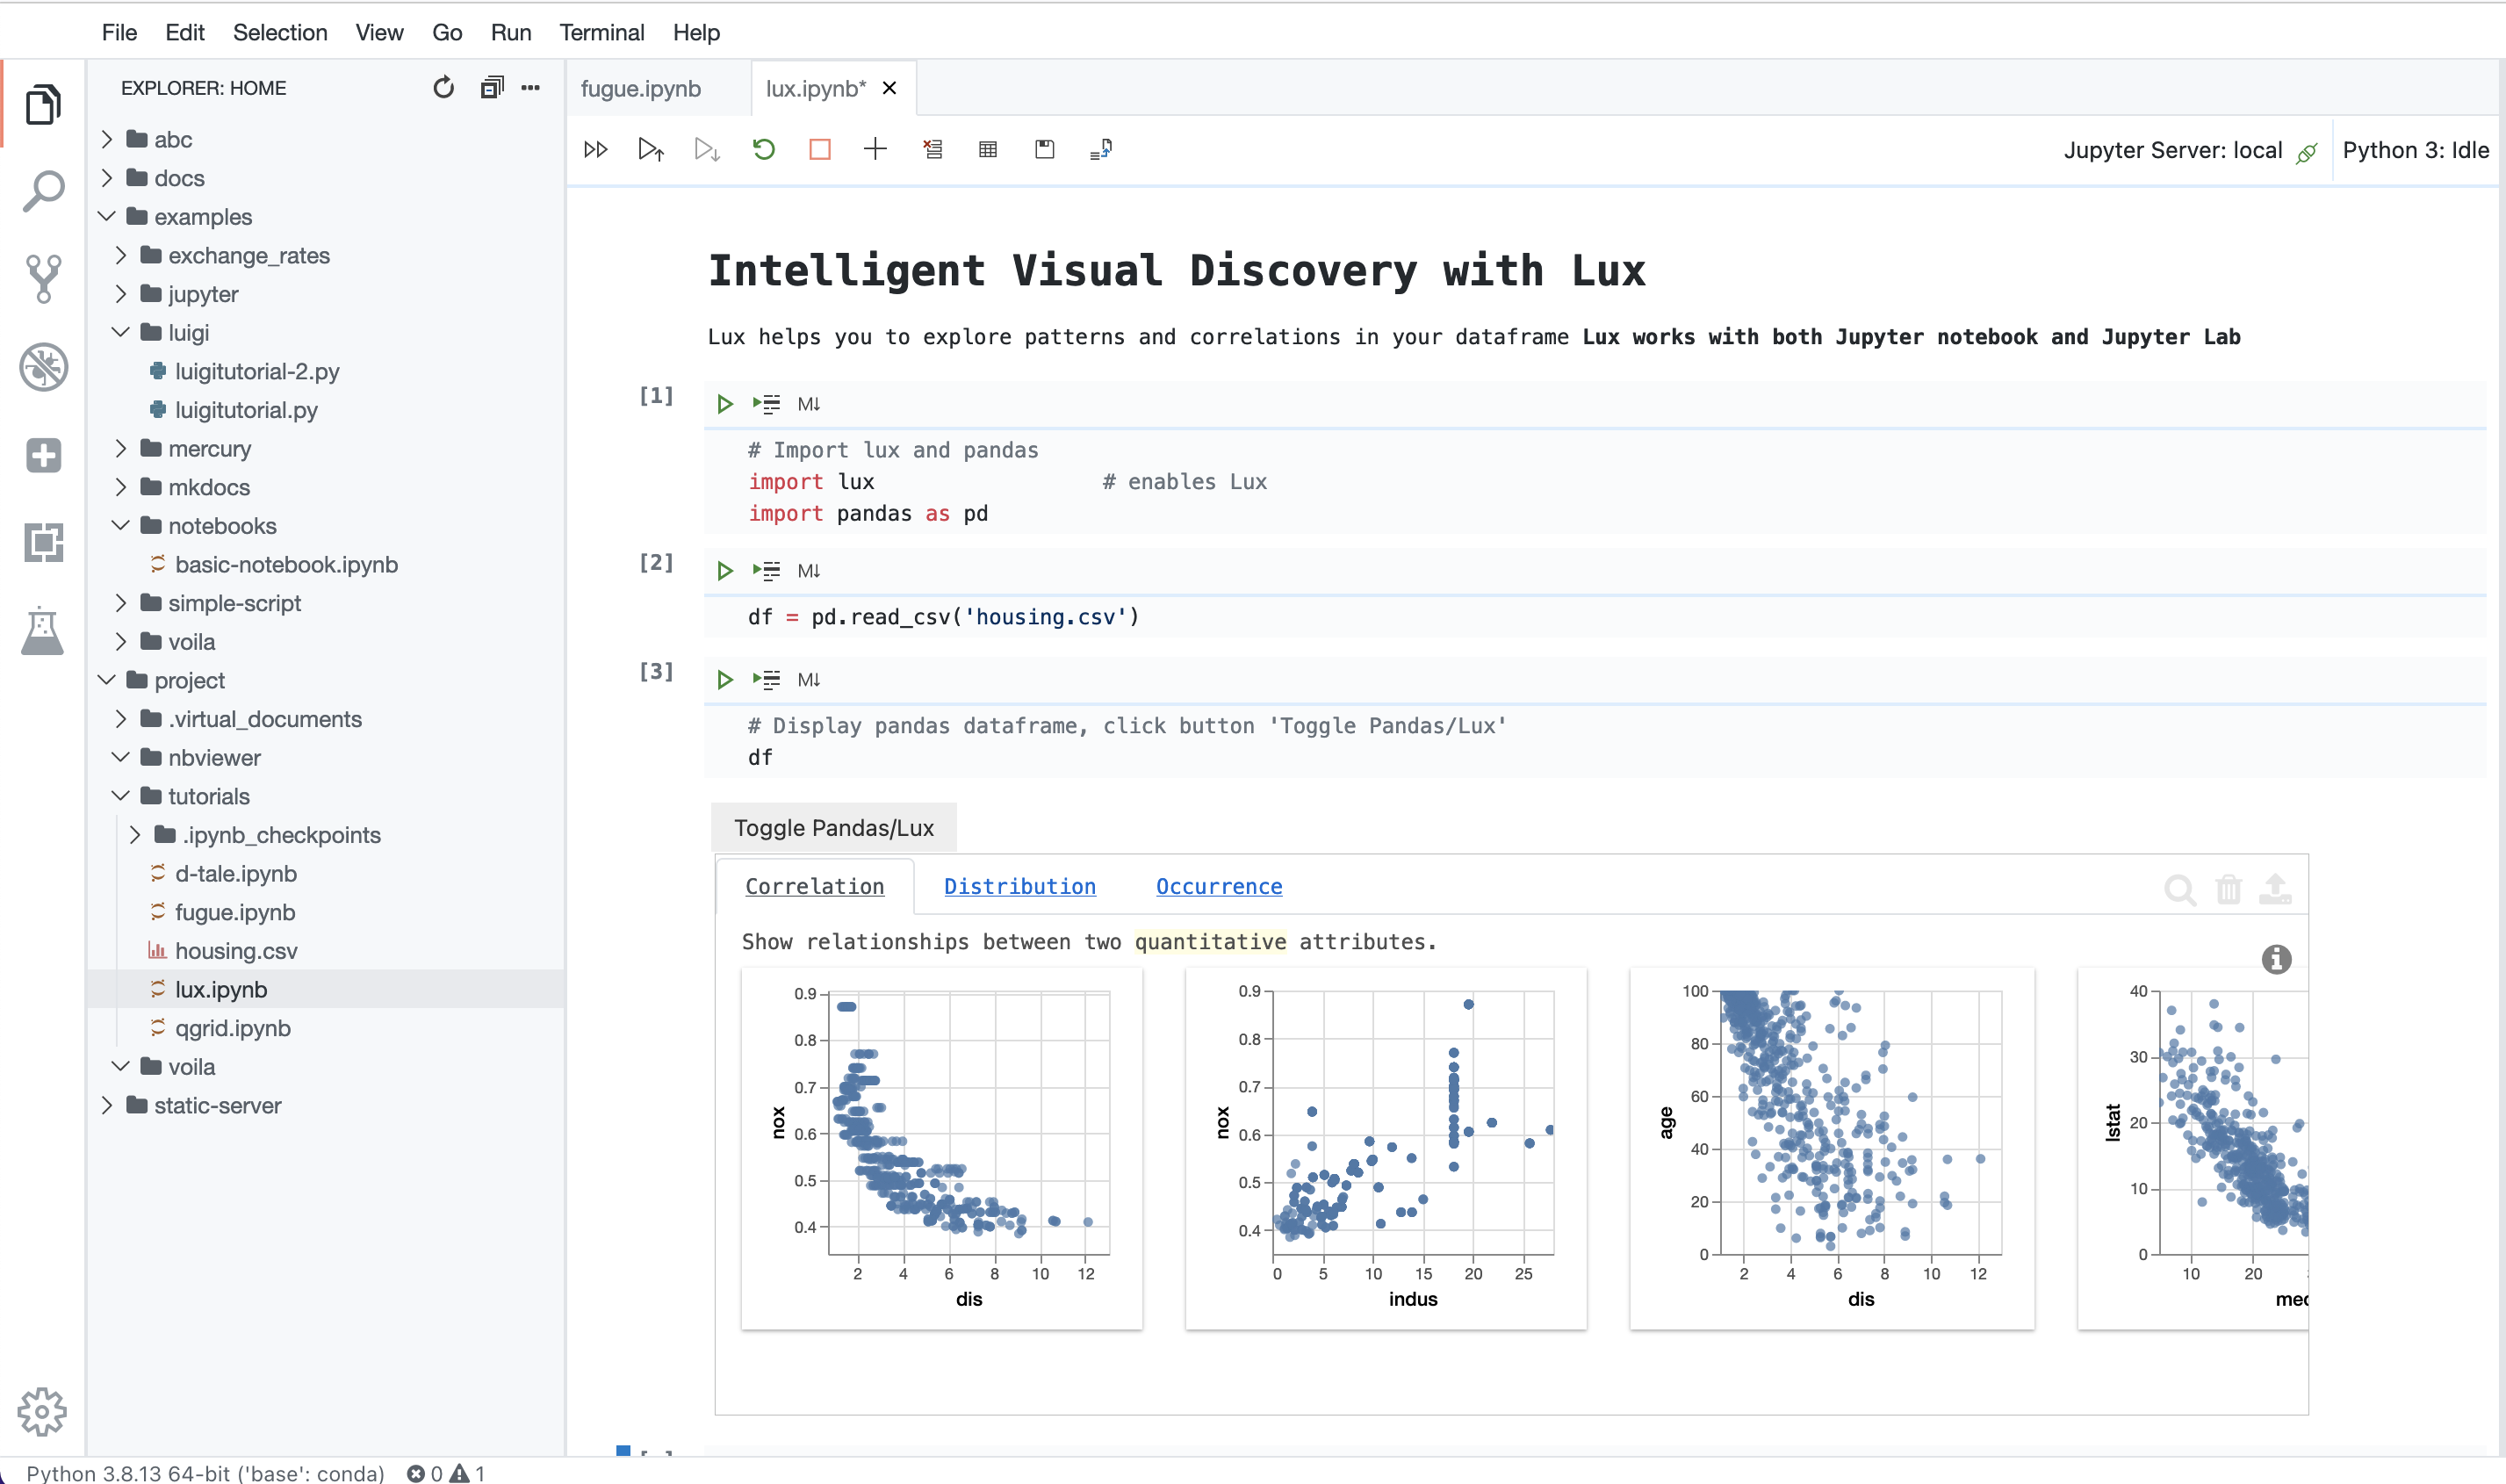 File Edit Selection View Go Run Terminal Help
EXPLORER: HOME
abc
docs
examples
exchange_rates
jupyter
luigi
luigitutorial-2.py
luigitutorial.py
mercury
mkdocs
notebooks
basic-notebook.ipynb
simple-script
voila
project
.virtual_documents
nbviewer
tutorials
.ipynb_checkpoints
d-tale.ipynb
fugue.ipynb
housing.csv
lux.ipynb
qgrid.ipynb
voila
static-server
fugue.ipynb lux.ipynb*
Jupyter Server: local Python 3: Idle
Intelligent Visual Discovery with Lux
Lux helps you to explore patterns and correlations in your dataframe Lux works with both Jupyter notebook and Jupyter Lab
[1] M↓
# Import lux and pandas
import lux # enables Lux
import pandas as pd
[2] M↓
df = pd.read_csv('housing.csv')
[3] M↓
# Display pandas dataframe, click button 'Toggle Pandas/Lux'
df
Toggle Pandas/Lux
Correlation Distribution Occurrence
Show relationships between two quantitative attributes.
0.9
0.8
0.7
0.6
0.5
0.4
nox
2 4 6 8 10 12
dis
0.9
0.8
0.7
0.6
0.5
0.4
nox
0 5 10 15 20 25
indus
100
80
60
40
20
0
age
2 4 6 8 10 12
dis
40
30
20
10
0
lstat
10 20
Python 3.8.13 64-bit ('base': conda) 0 1